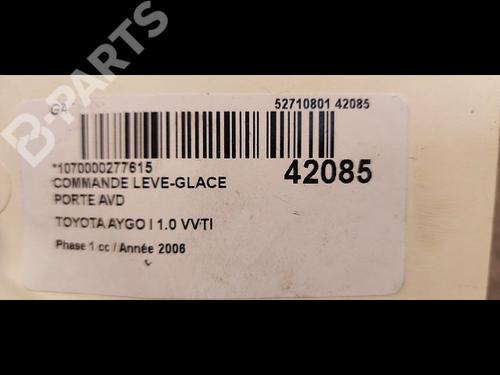 B-PARTS
GA
52710801 42085
*1070000277615
42085
COMMANDE LEVE-GLACE
PORTE AVD
TOYOTA AYGO I 1.0 VVTI
Phase 1 cc / Année 2006